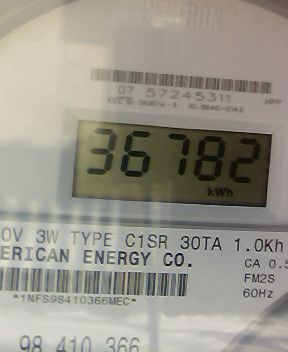 07 57245311
36782
kWh
0V 3W TYPE C1SR 30TA 1.0Kh
ERICAN ENERGY CO. CA 0.5
FM2S
*1NFS98410366MEC* 60Hz
98 410 366